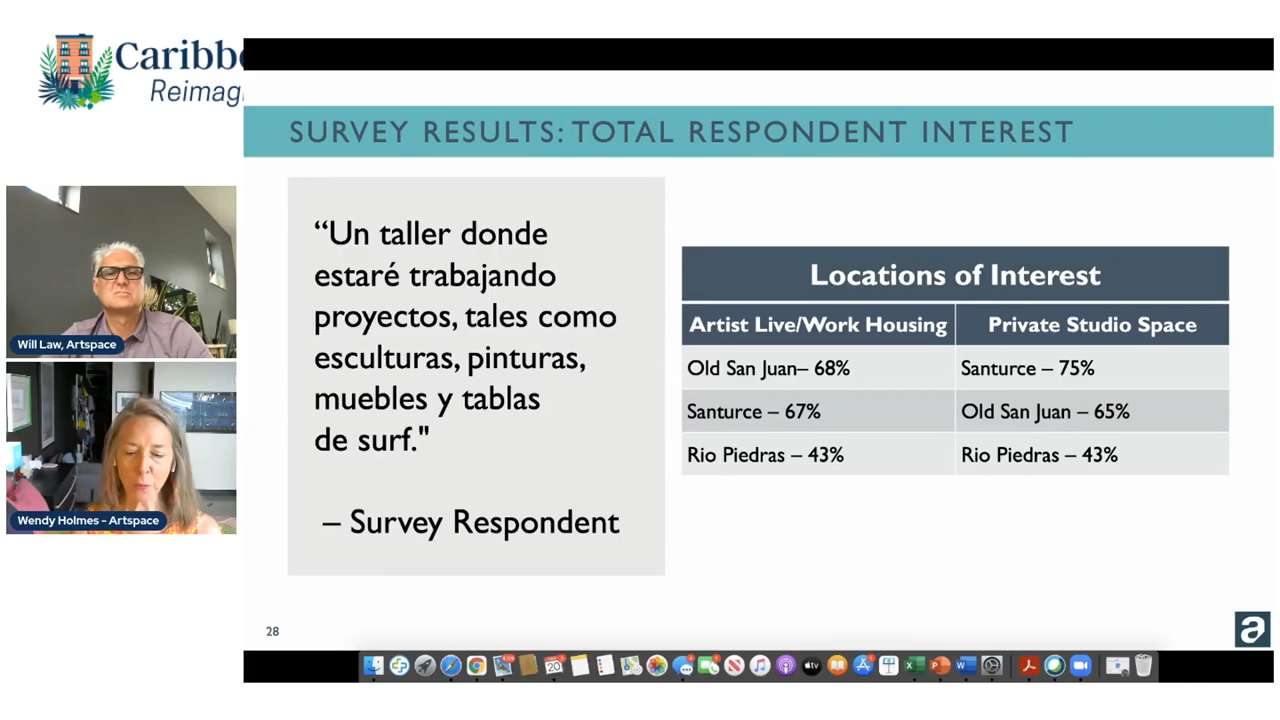 Caribbe
Reimag
SURVEY RESULTS: TOTAL RESPONDENT INTEREST
“Un taller donde
estaré trabajando
proyectos, tales como
esculturas, pinturas,
muebles y tablas
de surf."
– Survey Respondent
Locations of Interest
Artist Live/Work Housing Private Studio Space
Old San Juan– 68% Santurce – 75%
Santurce – 67% Old San Juan – 65%
Rio Piedras – 43% Rio Piedras – 43%
Will Law, Artspace
Wendy Holmes - Artspace
28
a